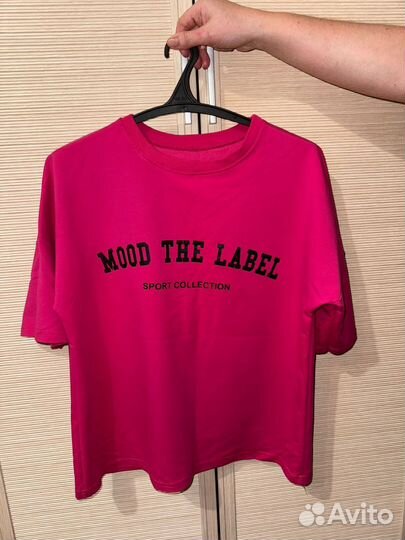 MOOD THE LABEL
SPORT COLLECTION
Avito